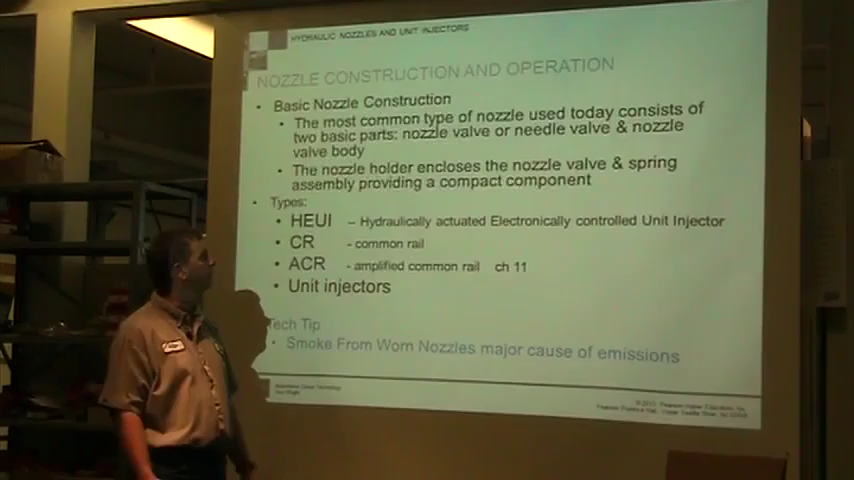 HYDRAULIC NOZZLES AND UNIT INJECTORS
NOZZLE CONSTRUCTION AND OPERATION
• Basic Nozzle Construction
• The most common type of nozzle used today consists of
two basic parts: nozzle valve or needle valve & nozzle
valve body
• The nozzle holder encloses the nozzle valve & spring
assembly providing a compact component
• Types:
• HEUI – Hydraulically actuated Electronically controlled Unit Injector
• CR - common rail
• ACR - amplified common rail ch 11
• Unit injectors
Tech Tip
• Smoke From Worn Nozzles major cause of emissions